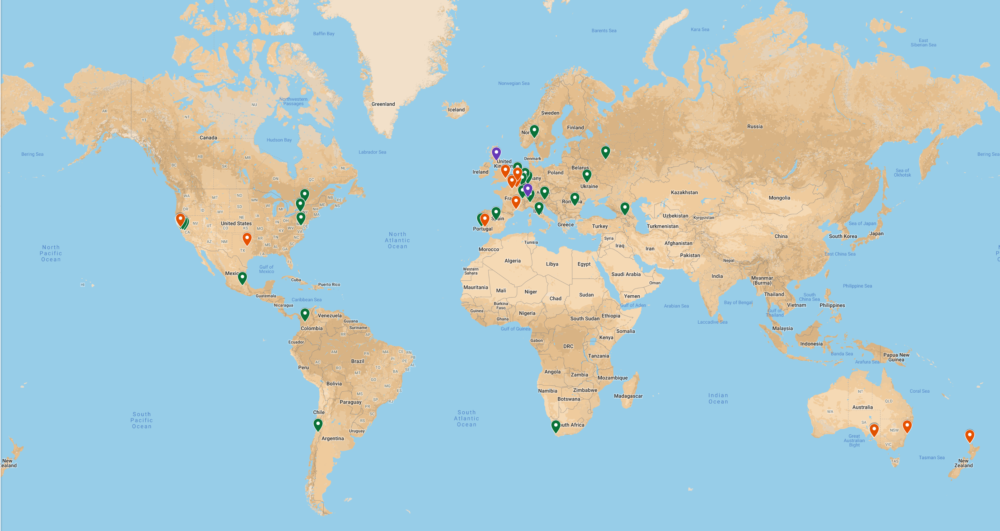 Baffin Bay
Barents Sea
Kara Sea
East
Siberian Sea
Norwegian Sea
Northwestern
Passages
Greenland
Iceland
NU
AK
NT
YT
Sweden
Finland
Russia
Canada
Hudson Bay
Labrador Sea
Bering Sea
Bering Sea
AB
MB
BC
SK
NL
ON
QC
Denmark
United
Ireland
Poland
Belarus
Ukraine
Sea of
Okhotsk
Kazakhstan
Mongolia
WA
MT
ND
MN
NB
PE
ME
NS
OR
ID
WY
SD
WI
MI
NH
NY
MA
NV
UT
United States
CO
NE
KS
IA
IL
IN
OH
MO
KY
WV
VA
DE
CA
AZ
NM
AR
TN
NC
SC
MS
AL
GA
TX
LA
FL
Portugal
Greece
Turkey
Uzbekistan
Kyrgyzstan
Turkmenistan
Sea of Japan
South Korea
Japan
China
North
Pacific
Ocean
North
Atlantic
Ocean
Tunisia
Morocco
Syria
Iraq
Iran
Afghanistan
Pakistan
Nepal
East China Sea
Algeria
Libya
Egypt
Western
Sahara
Saudi Arabia
Oman
India
Myanmar
(Burma)
Gulf of
Mexico
Cuba
Puerto Rico
HI
Philippine Sea
Mauritania
Mali
Niger
Chad
Sudan
Yemen
Thailand
South
China Sea
Guatemala
Caribbean Sea
Nicaragua
Burkina
Faso
Gulf of Aden
Arabian Sea
Bay of Bengal
Vietnam
Philippines
Guinea
Nigeria
Ghana
Ethiopia
South Sudan
Gulf of
Thailand
Laccadive Sea
Venezuela
Guyana
Suriname
Colombia
RR
AP
Ecuador
Gulf of Guinea
Somalia
Kenya
Gabon
DRC
Malaysia
Indonesia
AM
PA
MA
CE
RN
PB
PI
PE
AL
SE
Tanzania
Banda Sea
Papua New
Guinea
Arafura Sea
AC
Brazil
Peru
RO
TO
MT
BA
Angola
Zambia
Mozambique
Bolivia
GO
MG
ES
MS
SP
RJ
Namibia
Zimbabwe
Botswana
Madagascar
Indian
Ocean
NT
Coral Sea
Paraguay
PR
SC
Chile
RS
Uruguay
Argentina
South
Pacific
Ocean
South
Atlantic
Ocean
WA
Australia
QLD
SA
NSW
Great
Australian
Bight
VIC
Tasman Sea
TAS
New
Zealand
New